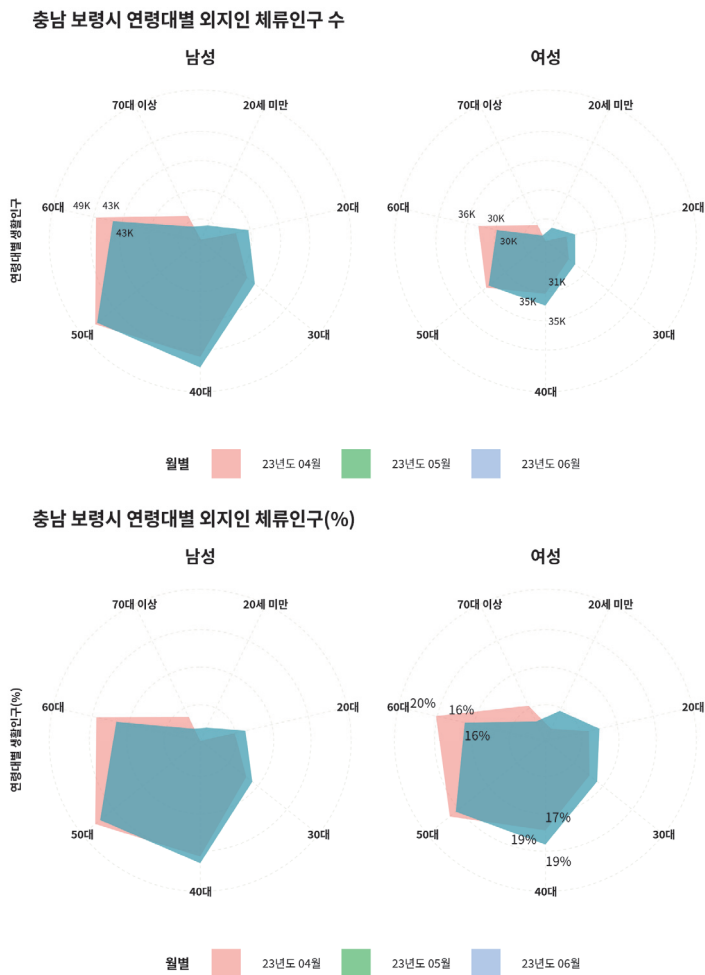 충남 보령시 연령대별 외지인 체류인구 수
남성
여성
70대 이상
20세 미만
70대 이상
20세 미만
60대
49K
43K
20대
60대
36K
30K
20대
43K
30K
연령대별 생활인구
31K
35K
35K
50대
30대
50대
30대
40대
40대
월별
23년도 04월
23년도 05월
23년도 06월
충남 보령시 연령대별 외지인 체류인구(%)
남성
여성
70대 이상
20세 미만
70대 이상
20세 미만
60대
20대
60대
20%
16%
20대
16%
연령대별 생활인구(%)
17%
19%
19%
50대
30대
50대
30대
40대
40대
월별
23년도 04월
23년도 05월
23년도 06월